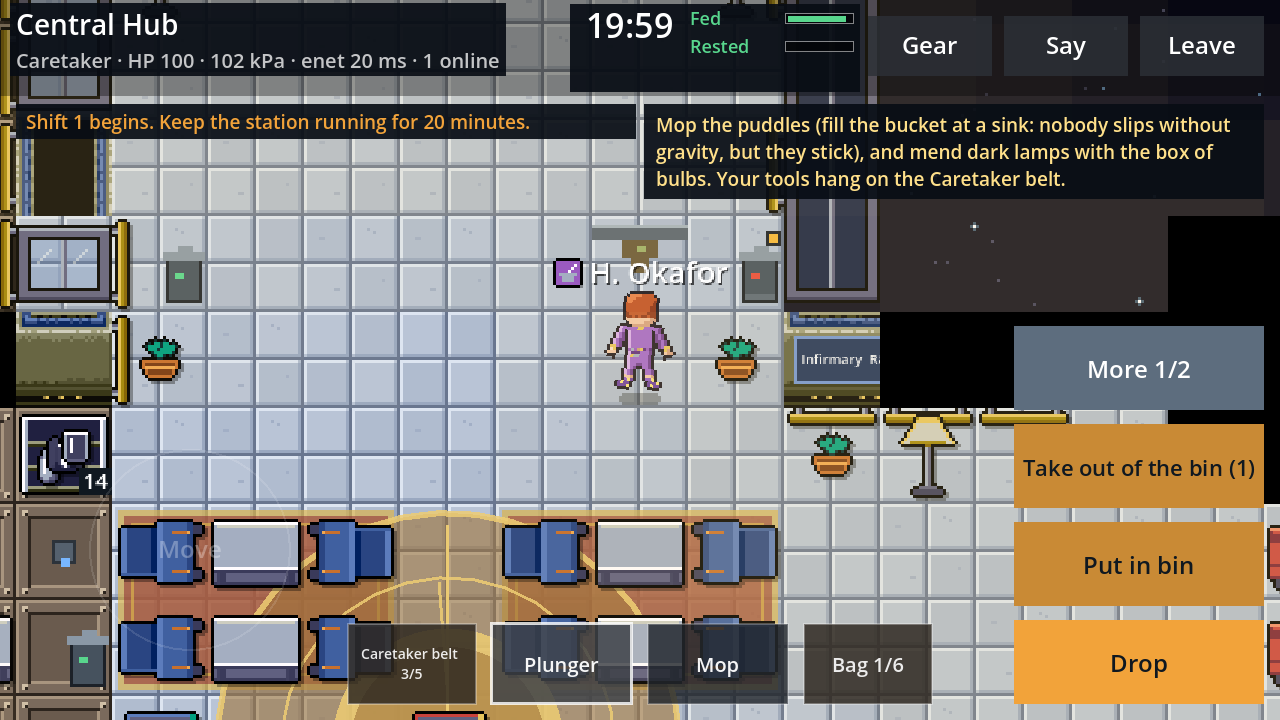 Central Hub
Caretaker · HP 100 · 102 kPa · enet 20 ms · 1 online
19:59
Fed
Rested
Gear
Say
Leave
Shift 1 begins. Keep the station running for 20 minutes.
Mop the puddles (fill the bucket at a sink: nobody slips without
gravity, but they stick), and mend dark lamps with the box of
bulbs. Your tools hang on the Caretaker belt.
H. Okafor
Infirmary
More 1/2
14
Take out of the bin (1)
Move
Put in bin
Caretaker belt
3/5
Plunger
Mop
Bag 1/6
Drop